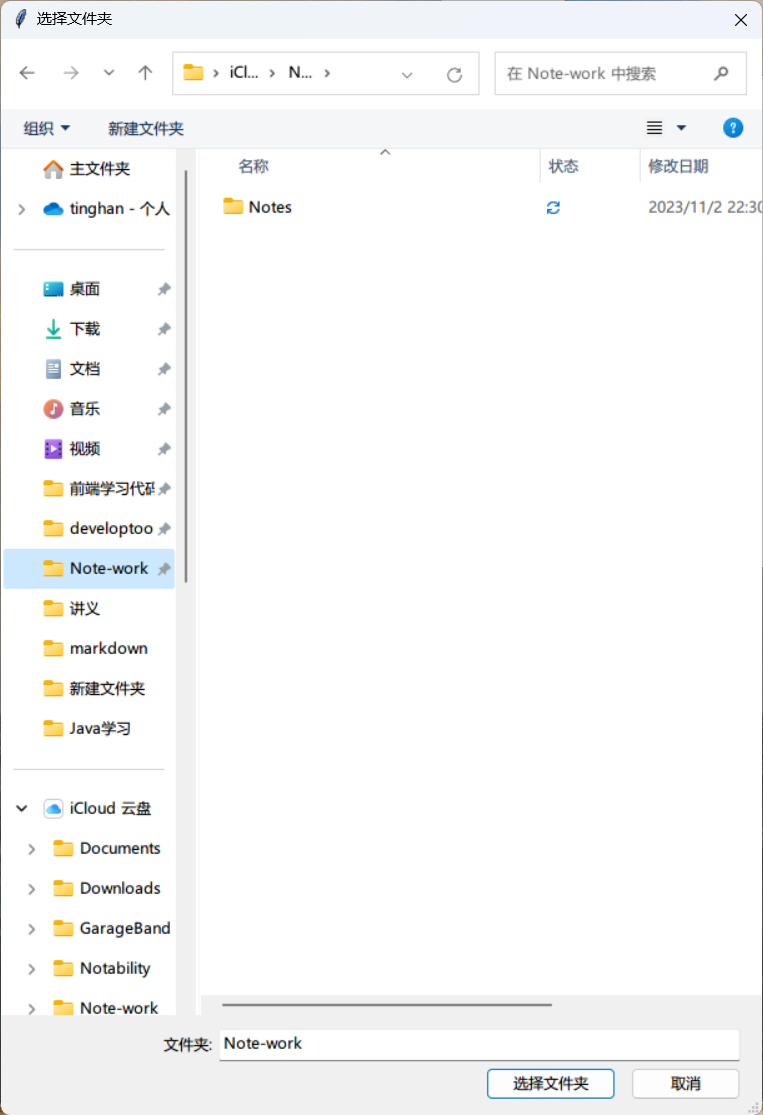 选择文件夹
iCl... N...
在 Note-work 中搜索
组织 新建文件夹
名称 状态 修改日期
Notes 2023/11/2 22:30
主文件夹
tinghan - 个人
桌面
下载
文档
音乐
视频
前端学习代码
developtoo
Note-work
讲义
markdown
新建文件夹
Java学习
iCloud 云盘
Documents
Downloads
GarageBand
Notability
Note-work
文件夹: Note-work
选择文件夹 取消